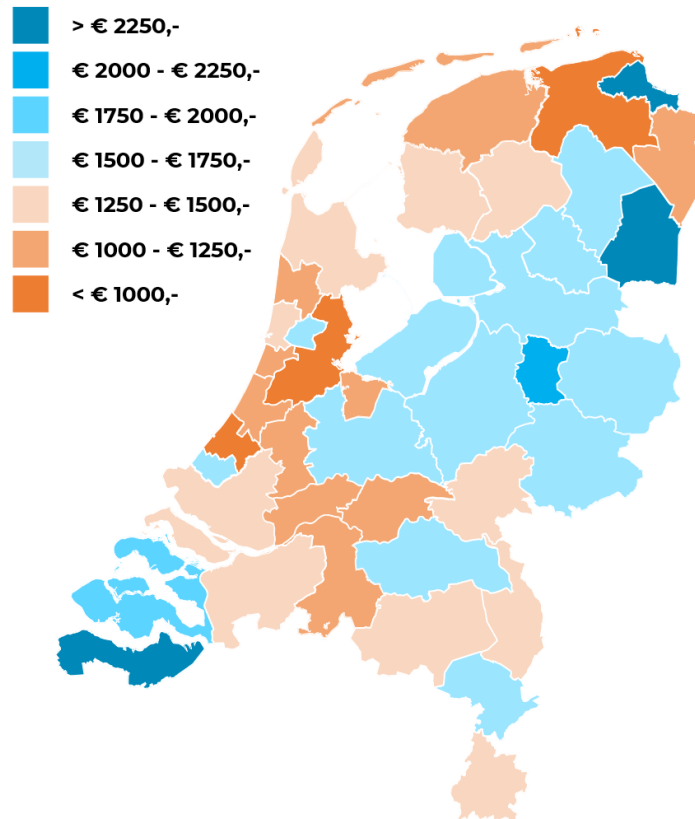 > € 2250,-
€ 2000 - € 2250,-
€ 1750 - € 2000,-
€ 1500 - € 1750,-
€ 1250 - € 1500,-
€ 1000 - € 1250,-
< € 1000,-